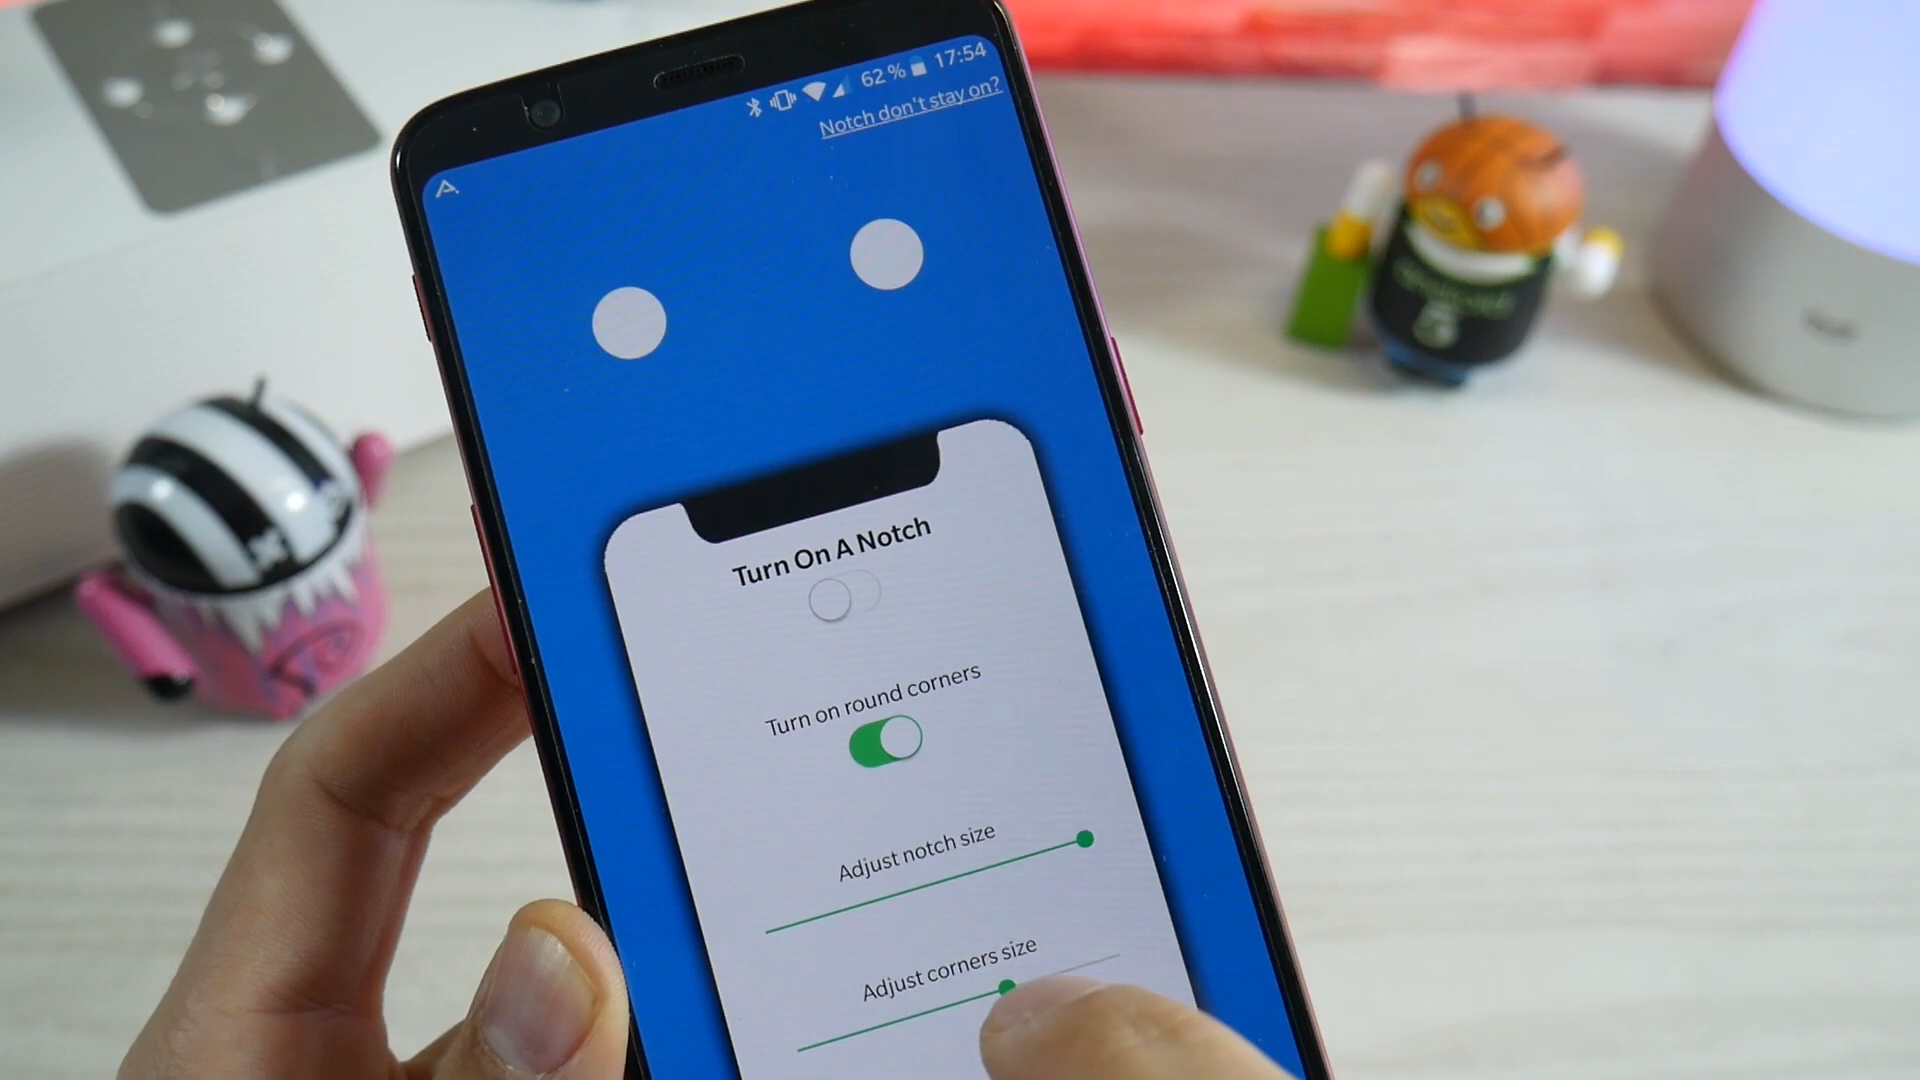 62 % 17:54
Notch don't stay on?
Turn On A Notch
Turn on round corners
Adjust notch size
Adjust corners size